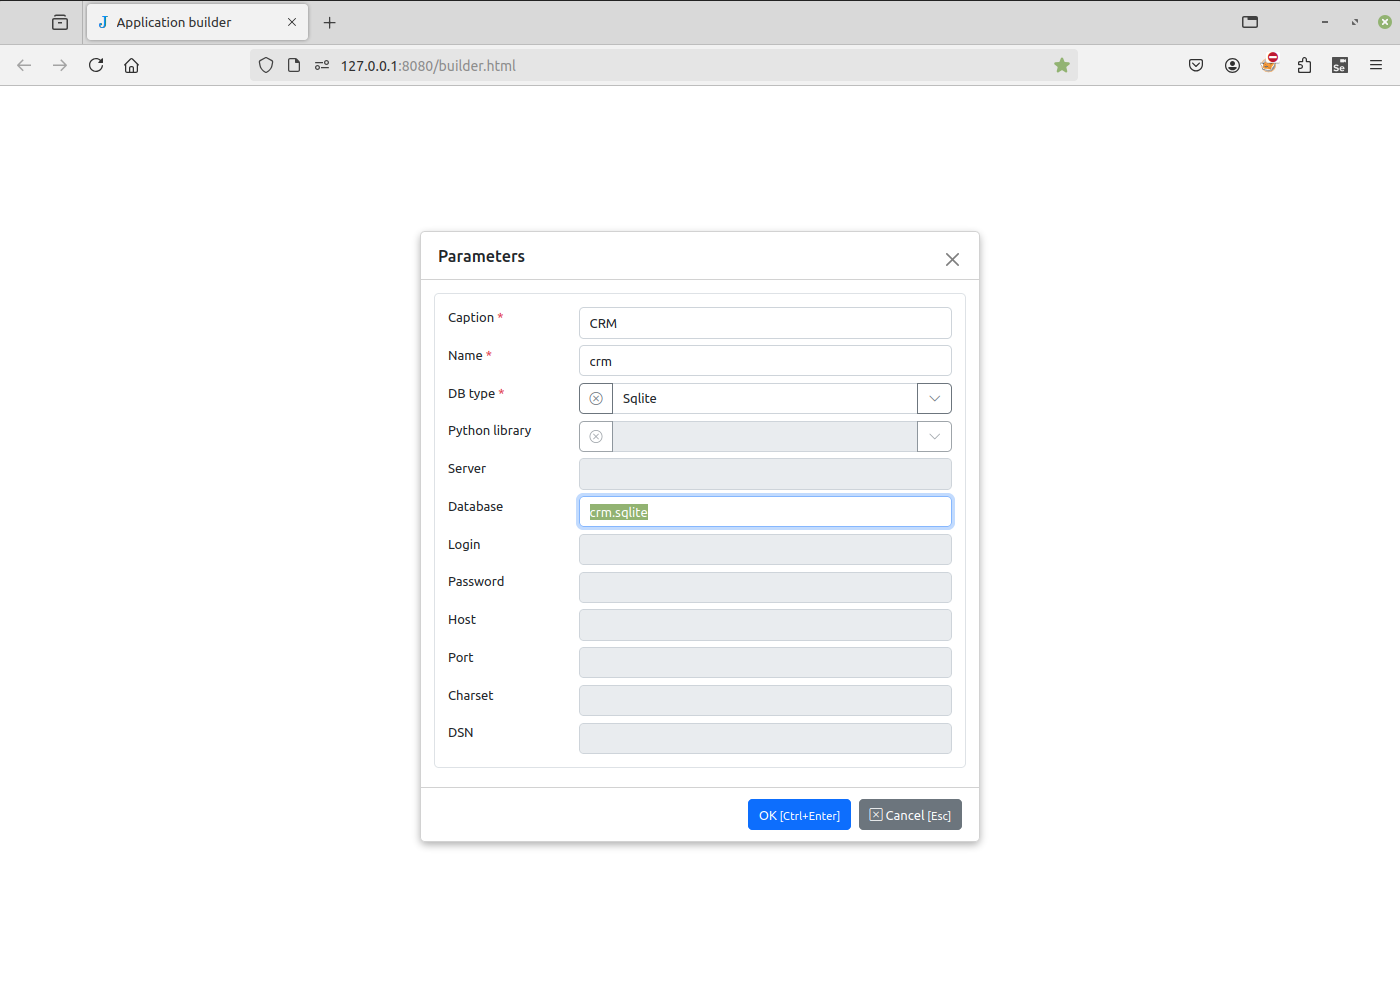 J Application builder
127.0.0.1:8080/builder.html
Se
Parameters
Caption *
CRM
Name *
crm
DB type *
Sqlite
Python library
Server
Database
crm.sqlite
Login
Password
Host
Port
Charset
DSN
OK [Ctrl+Enter]
Cancel [Esc]